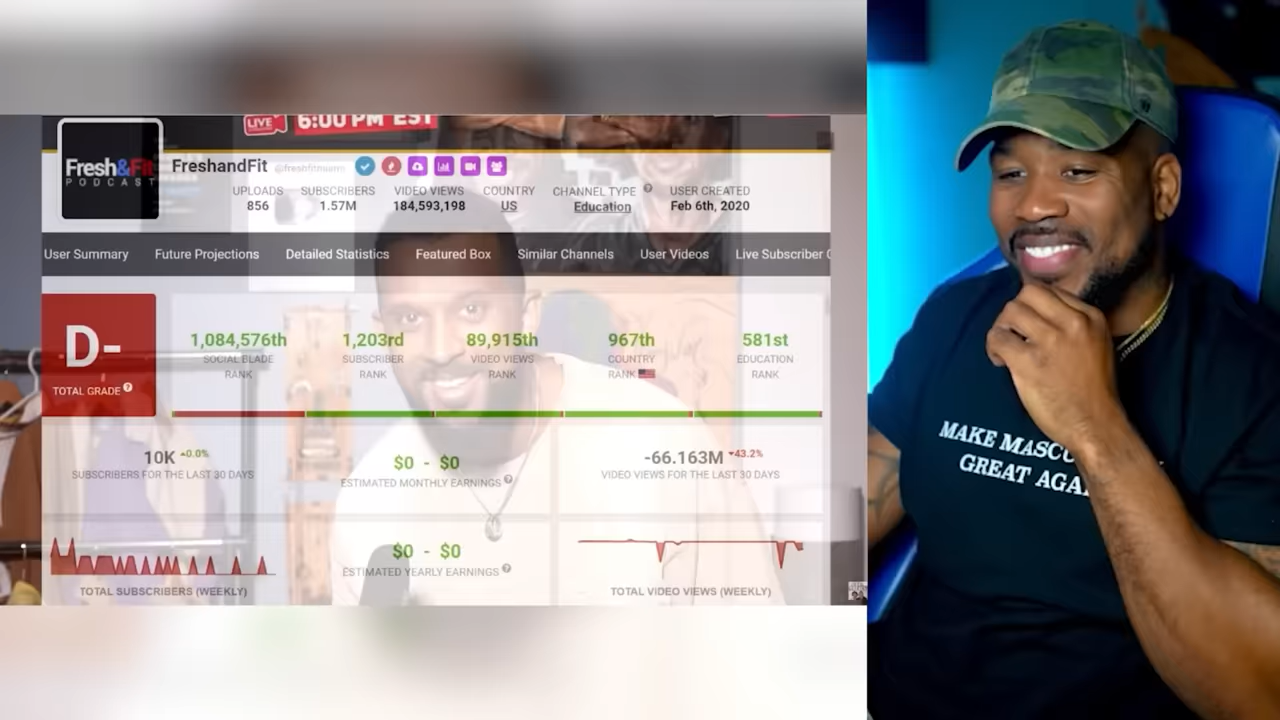 LIVE 6:00 PM EST
Fresh&Fit
PODCAST
FreshandFit @freshfitmiami
UPLOADS SUBSCRIBERS VIDEO VIEWS COUNTRY CHANNEL TYPE USER CREATED
856 1.57M 184,593,198 US Education Feb 6th, 2020
User Summary Future Projections Detailed Statistics Featured Box Similar Channels User Videos Live Subscriber
D-
TOTAL GRADE
1,084,576th 1,203rd 89,915th 967th 581st
SOCIAL BLADE SUBSCRIBER VIDEO VIEWS COUNTRY EDUCATION
RANK RANK RANK RANK RANK
10K 0.0%
SUBSCRIBERS FOR THE LAST 30 DAYS
$0 - $0
ESTIMATED MONTHLY EARNINGS
-66.163M 43.2%
VIDEO VIEWS FOR THE LAST 30 DAYS
TOTAL SUBSCRIBERS (WEEKLY)
$0 - $0
ESTIMATED YEARLY EARNINGS
TOTAL VIDEO VIEWS (WEEKLY)
MAKE MASCU
GREAT AGA